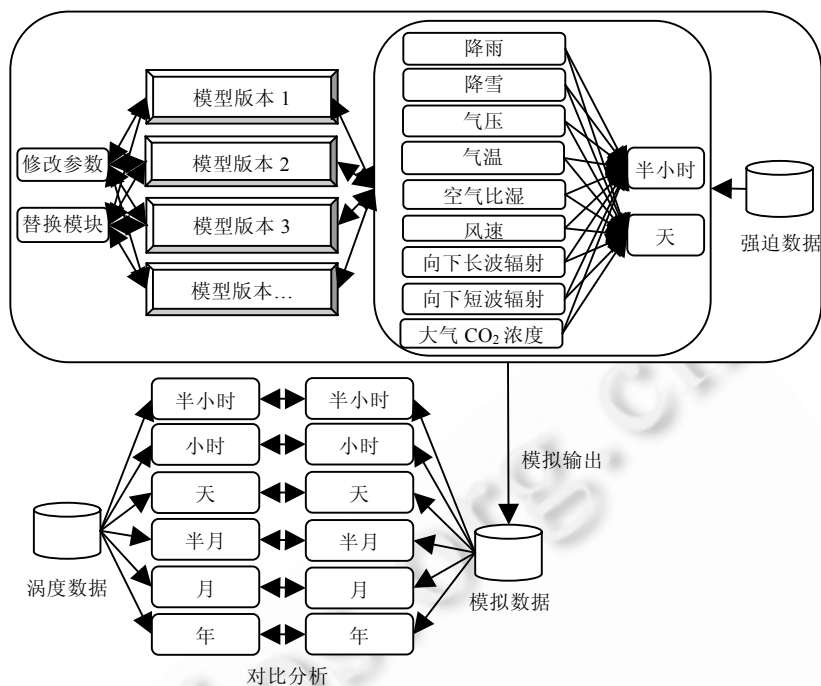 降雨
降雪
气压
气温
空气比湿
风速
向下长波辐射
向下短波辐射
大气 CO₂ 浓度
模型版本 1
模型版本 2
模型版本 3
模型版本…
修改参数
替换模块
半小时
天
强迫数据
模拟输出
半小时 半小时
小时 小时
天 天
半月 半月
月 月
年 年
涡度数据
模拟数据
对比分析